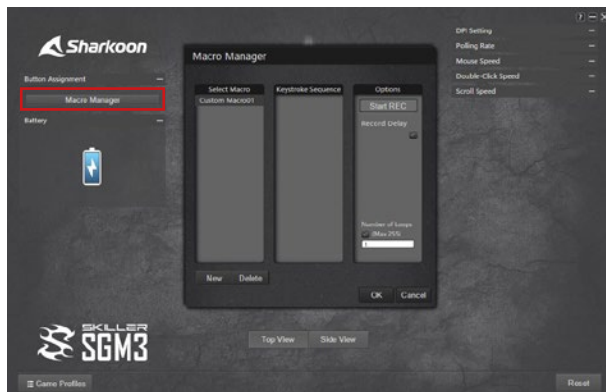 Sharkoon
DPI Setting
Polling Rate
Mouse Speed
Double-Click Speed
Scroll Speed
Button Assignment
Macro Manager
Battery
Macro Manager
Select Macro
Keystroke Sequence
Options
Custom Macro01
Start REC
Record Delay
Number of Loops
(Max 255)
New
Delete
OK
Cancel
SKILLER
SGM3
Top View
Side View
Game Profiles
Reset